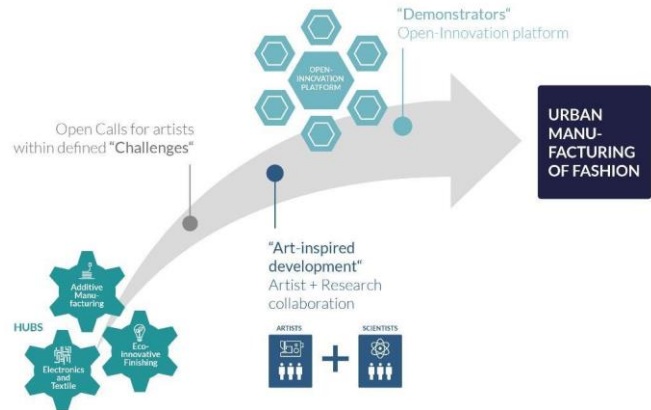 "Demonstrators"
Open-Innovation platform
OPEN-
INNOVATION
PLATFORM
URBAN
MANU-
FACTURING
OF FASHION
Open Calls for artists
within defined "Challenges"
"Art-inspired
development"
Artist + Research
collaboration
ARTISTS
SCIENTISTS
HUBS
Additive
Manu-
facturing
Eco-
Innovative
Finishing
Electronics
and
Textile